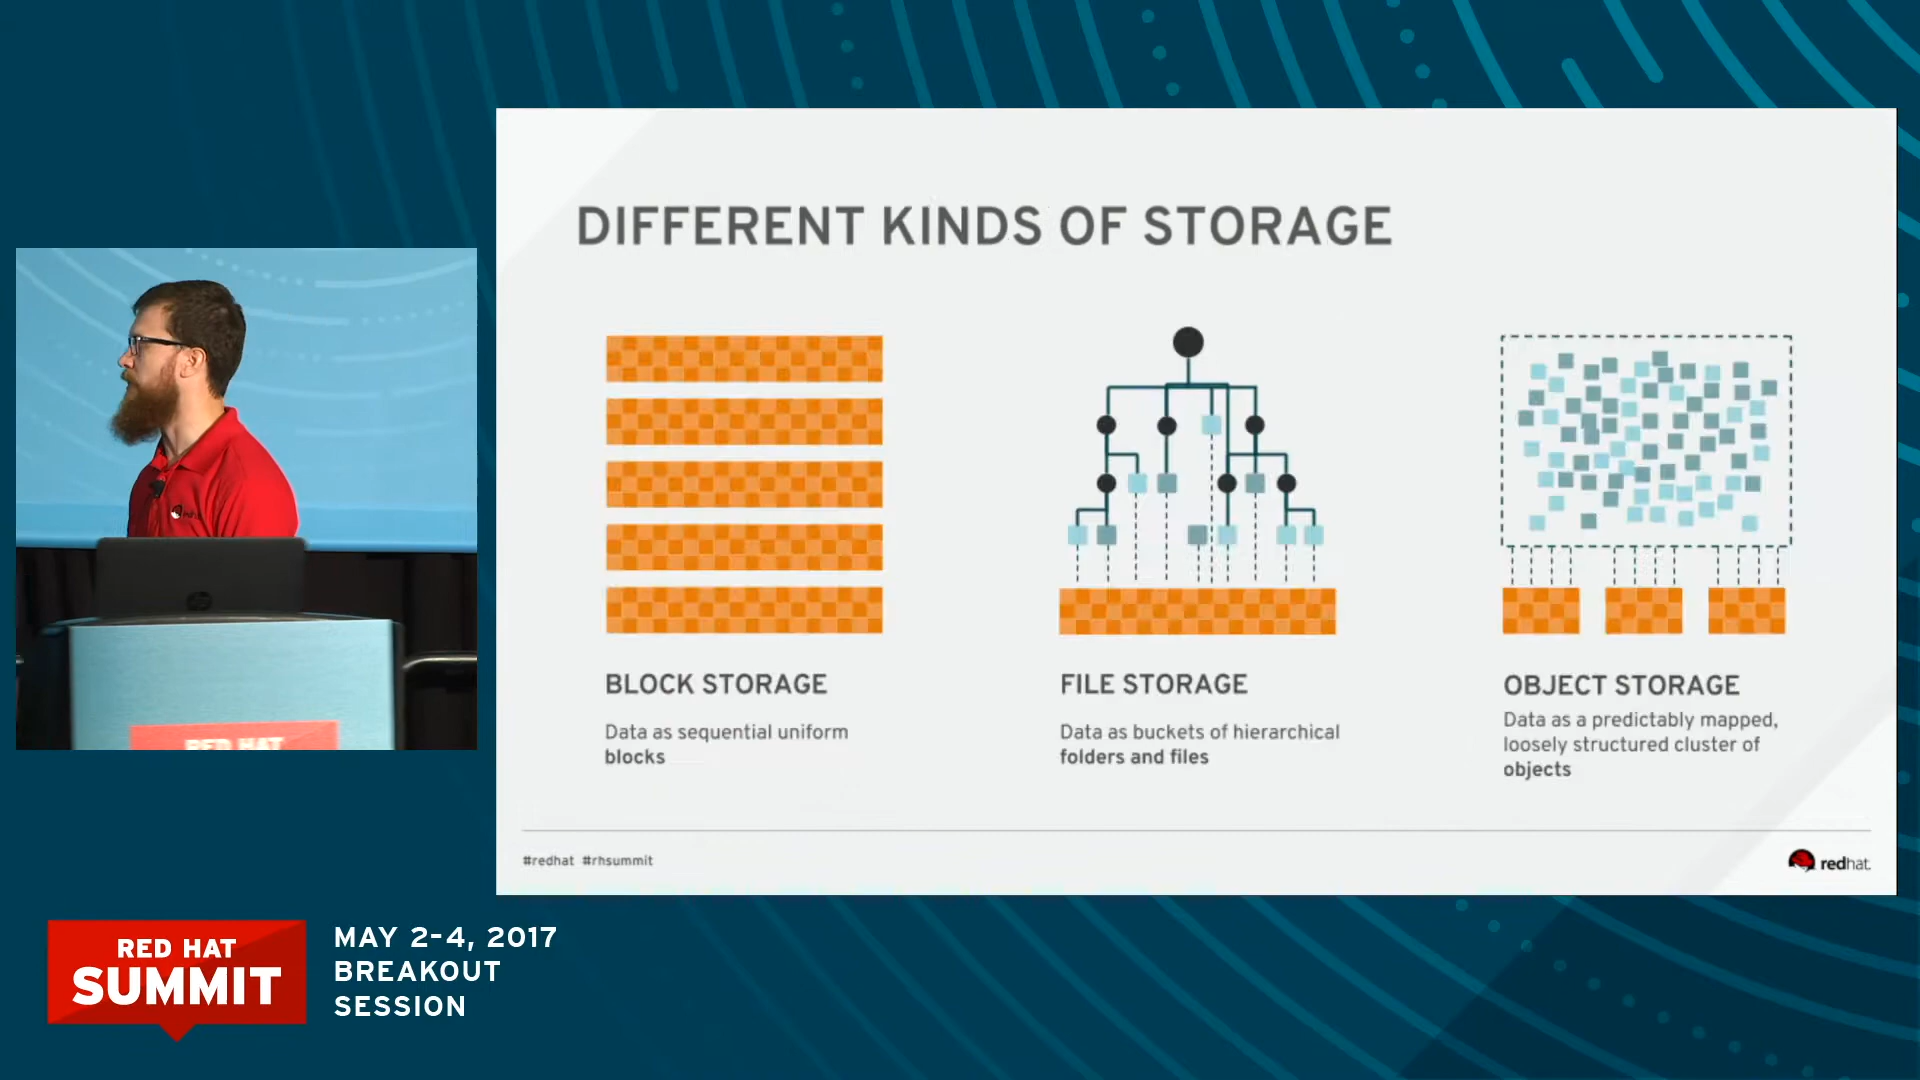 DIFFERENT KINDS OF STORAGE
BLOCK STORAGE
Data as sequential uniform
blocks
FILE STORAGE
Data as buckets of hierarchical
folders and files
OBJECT STORAGE
Data as a predictably mapped,
loosely structured cluster of
objects
#redhat #rhsummit
redhat.
RED HAT
RED HAT
SUMMIT
MAY 2-4, 2017
BREAKOUT
SESSION